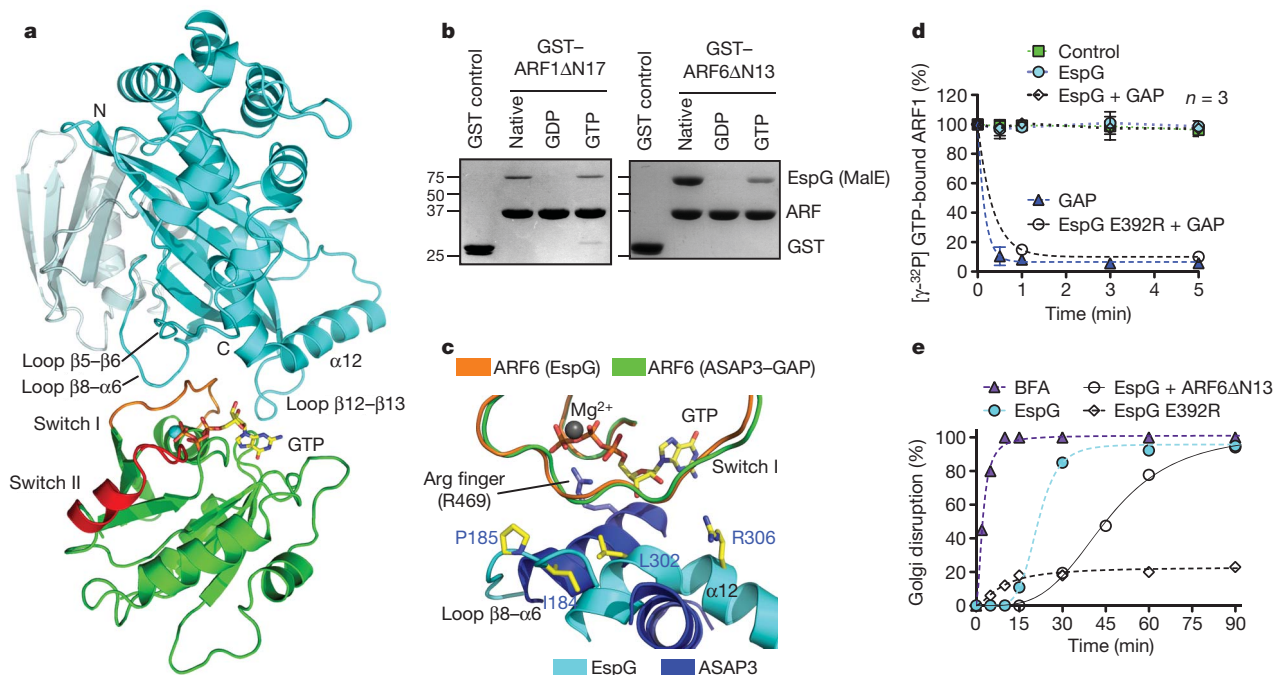 a
N
C
Loop β5–β6
Loop β8–α6
α12
Loop β12–β13
Switch I
GTP
Switch II
b
GST–
ARF1ΔN17
GST–
ARF6ΔN13
GST control
Native
GDP
GTP
GST control
Native
GDP
GTP
75
50
37
25
EspG (MalE)
ARF
GST
c
ARF6 (EspG)
ARF6 (ASAP3–GAP)
Mg2+
GTP
Switch I
Arg finger
(R469)
P185
R306
L302
α12
I184
Loop β8–α6
EspG
ASAP3
d
Control
EspG
EspG + GAP
n = 3
GAP
EspG E392R + GAP
[γ-32P] GTP-bound ARF1 (%)
120
100
80
60
40
20
0
0 1 2 3 4 5
Time (min)
e
BFA
EspG + ARF6ΔN13
EspG
EspG E392R
Golgi disruption (%)
100
80
60
40
20
0
0 15 30 45 60 75 90
Time (min)